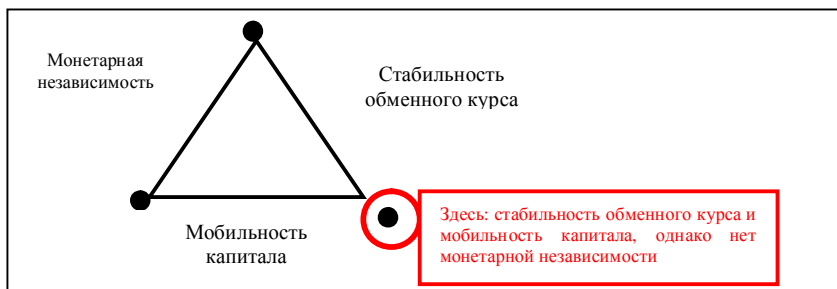 Монетарная
независимость
Стабильность
обменного курса
Мобильность
капитала
Здесь: стабильность обменного курса и
мобильность капитала, однако нет
монетарной независимости